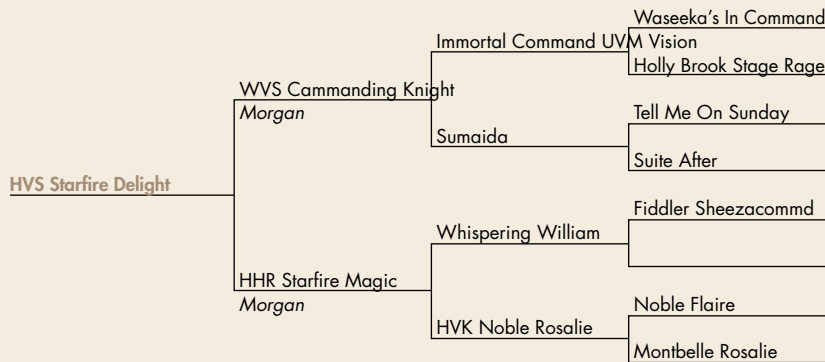 Waseeka's In Command
Immortal Command UVM Vision
Holly Brook Stage Rage
WVS Cammanding Knight
Morgan
Tell Me On Sunday
Sumaida
Suite After
HVS Starfire Delight
Fiddler Sheezacommd
Whispering William
HHR Starfire Magic
Morgan
Noble Flaire
HVK Noble Rosalie
Montbelle Rosalie